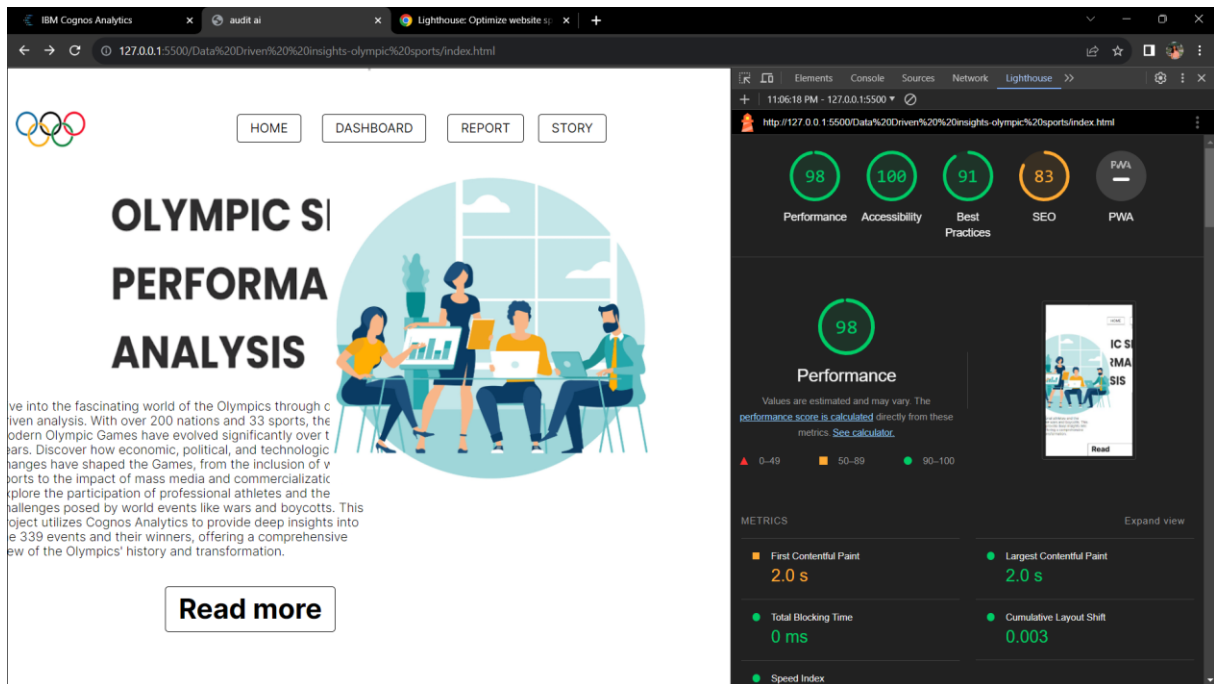 IBM Cognos Analytics
audit ai
Lighthouse: Optimize website sp
127.0.0.1:5500/Data%20Driven%20%20insights-olympic%20sports/index.html
Elements Console Sources Network Lighthouse
11:06:18 PM - 127.0.0.1:5500
http://127.0.0.1:5500/Data%20Driven%20%20insights-olympic%20sports/index.html
HOME DASHBOARD REPORT STORY
OLYMPIC S
PERFORMA
ANALYSIS
ve into the fascinating world of the Olympics through
riven analysis. With over 200 nations and 33 sports, the
odern Olympic Games have evolved significantly over t
ears. Discover how economic, political, and technologic
hanges have shaped the Games, from the inclusion of
ports to the impact of mass media and commercializatic
xplore the participation of professional athletes and the
hallenges posed by world events like wars and boycotts. This
roject utilizes Cognos Analytics to provide deep insights into
e 339 events and their winners, offering a comprehensive
ew of the Olympics' history and transformation.
Read more
98 100 91 83 PWA
Performance Accessibility Best Practices SEO PWA
98
Performance
Values are estimated and may vary. The
performance score is calculated directly from these
metrics. See calculator.
0–49 50–89 90–100
IC S
RMA
SIS
Read
METRICS Expand view
First Contentful Paint
2.0 s
Largest Contentful Paint
2.0 s
Total Blocking Time
0 ms
Cumulative Layout Shift
0.003
Speed Index